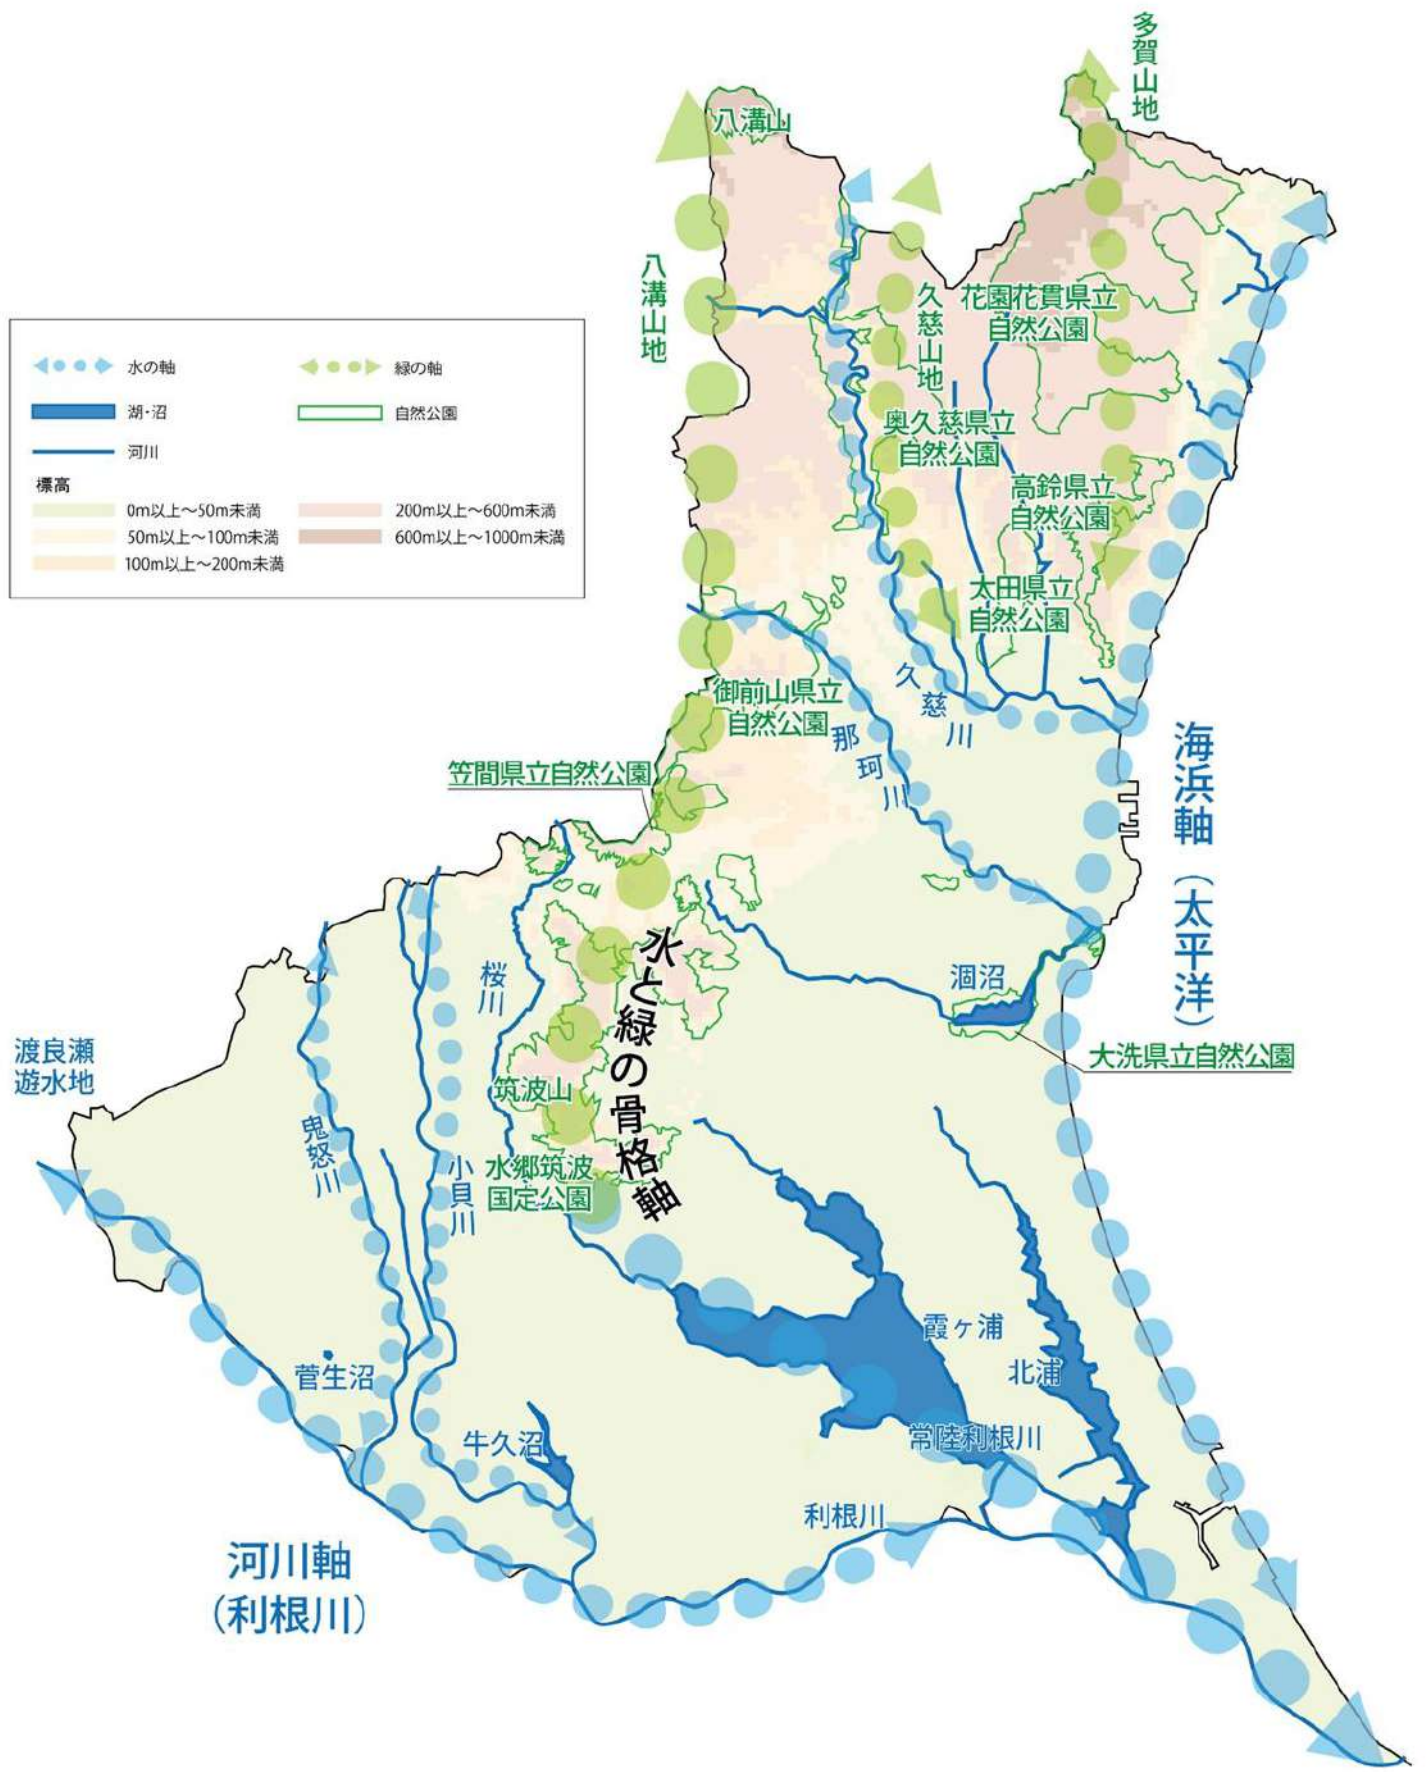 多賀山地
八溝山
八溝山地
久慈山地
花園花貫県立
自然公園
水の軸
緑の軸
湖・沼
自然公園
河川
標高
0m以上～50m未満
200m以上～600m未満
50m以上～100m未満
600m以上～1000m未満
100m以上～200m未満
奥久慈県立
自然公園
高鈴県立
自然公園
太田県立
自然公園
御前山県立
自然公園
久慈川
那珂川
海浜軸（太平洋）
笠間県立自然公園
水と緑の骨格軸
桜川
涸沼
大洗県立自然公園
渡良瀬
遊水地
筑波山
鬼怒川
小貝川
水郷筑波
国定公園
霞ヶ浦
北浦
菅生沼
牛久沼
常陸利根川
利根川
河川軸
（利根川）